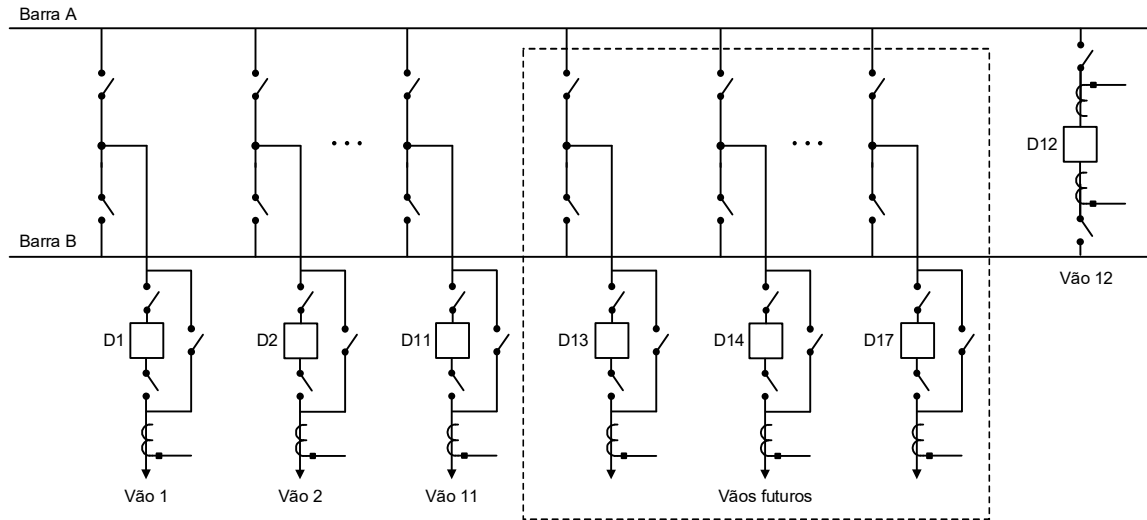 Barra A
D12
Barra B
Vão 12
D1
D2
D11
D13
D14
D17
Vão 1
Vão 2
Vão 11
Vãos futuros